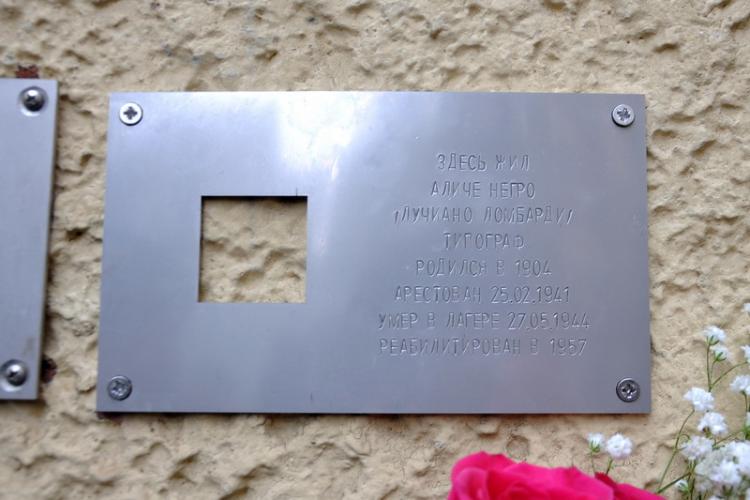 ЗДЕСЬ ЖИЛ
АЛИЧЕ НЕГРО
/ЛУЧИАНО ЛОМБАРДИ/
ТИПОГРАФ
РОДИЛСЯ В 1904
АРЕСТОВАН 25.02.1941
УМЕР В ЛАГЕРЕ 27.05.1944
РЕАБИЛИТИРОВАН В 1957